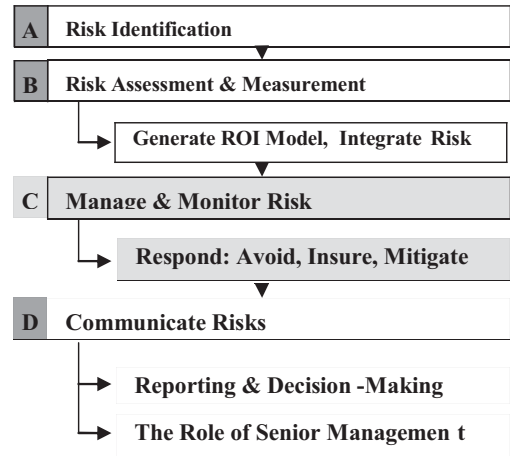 A Risk Identification
B Risk Assessment & Measurement
Generate ROI Model, Integrate Risk
C Manage & Monitor Risk
Respond: Avoid, Insure, Mitigate
D Communicate Risks
Reporting & Decision -Making
The Role of Senior Managemen t